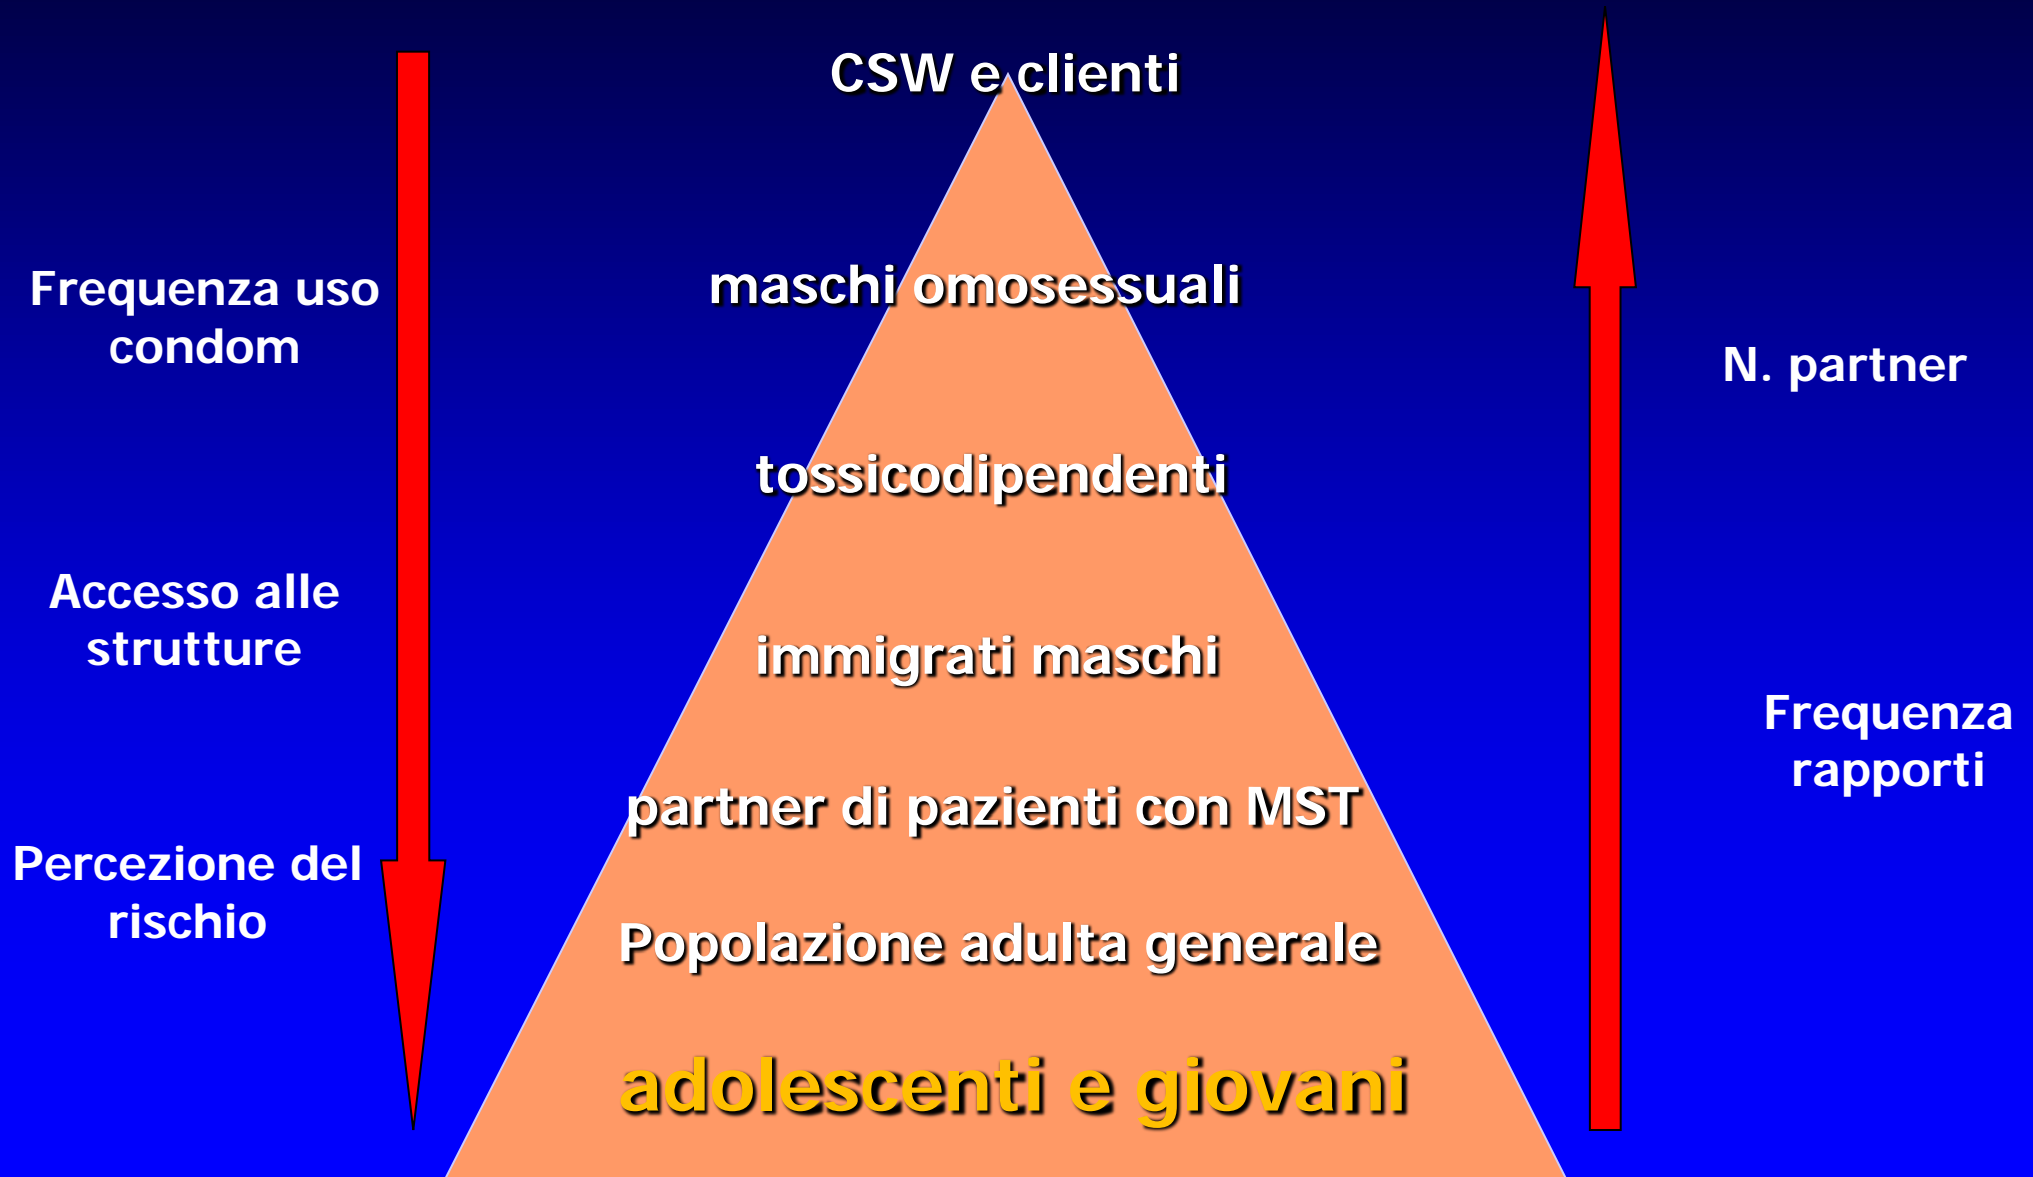 CSW e clienti
maschi omosessuali
Frequenza uso
condom
N. partner
tossicodipendenti
Accesso alle
strutture
immigrati maschi
Frequenza
rapporti
partner di pazienti con MST
Percezione del
rischio
Popolazione adulta generale
adolescenti e giovani